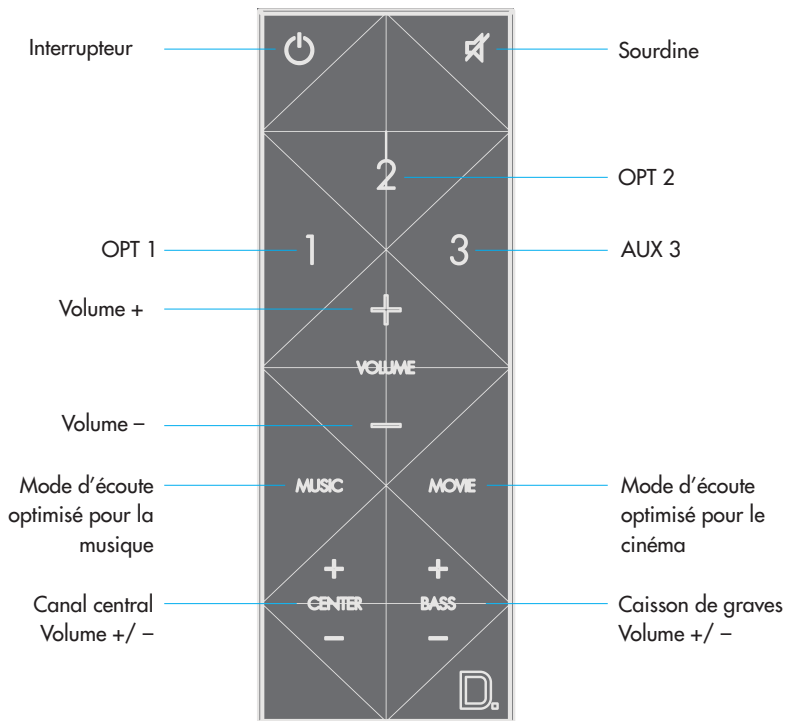 Interrupteur
Sourdine
2
OPT 2
OPT 1
1
3
AUX 3
Volume +
+
VOLUME
Volume –
–
Mode d'écoute
optimisé pour la
musique
MUSIC
MOVIE
Mode d'écoute
optimisé pour le
cinéma
+
+
Canal central
Volume +/ –
CENTER
BASS
Caisson de graves
Volume +/ –
–
–
D.